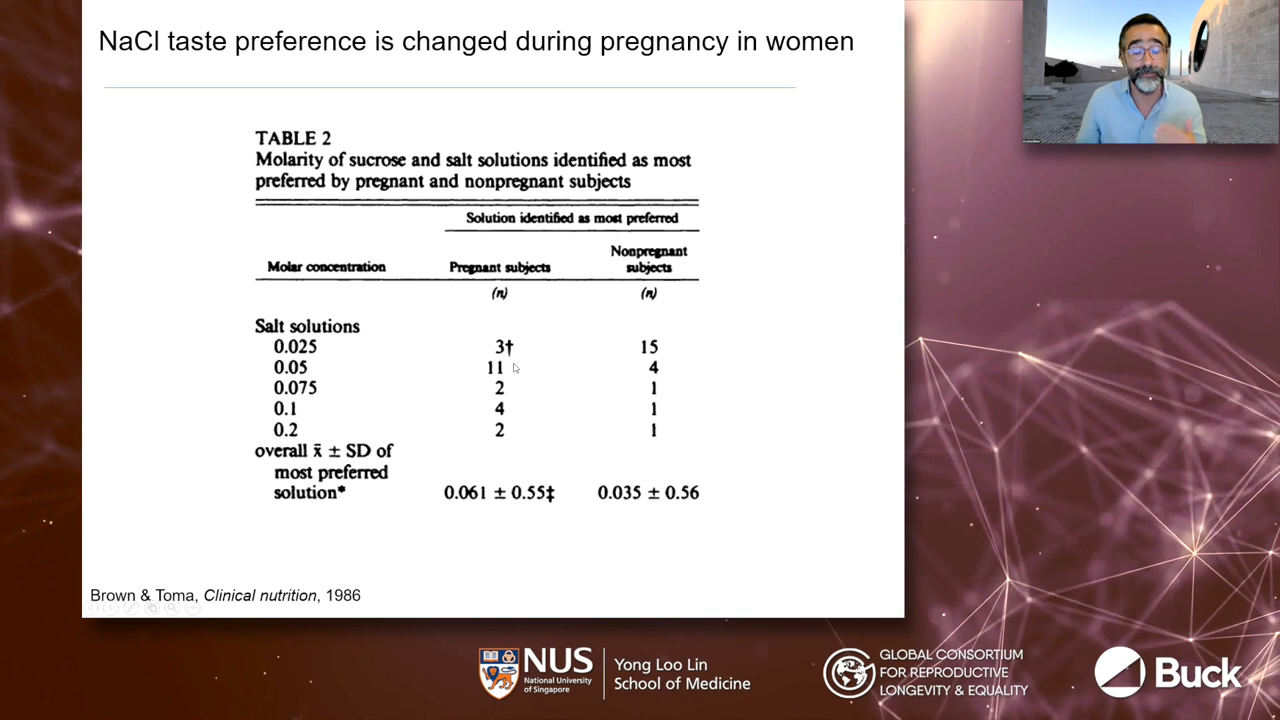 NaCl taste preference is changed during pregnancy in women
TABLE 2
Molarity of sucrose and salt solutions identified as most
preferred by pregnant and nonpregnant subjects
Solution identified as most preferred
Molar concentration Pregnant subjects Nonpregnant subjects
(n) (n)
Salt solutions
0.025 3† 15
0.05 11 4
0.075 2 1
0.1 4 1
0.2 2 1
overall x̄ ± SD of
most preferred
solution* 0.061 ± 0.55‡ 0.035 ± 0.56
Brown & Toma, Clinical nutrition, 1986
NUS
National University
of Singapore
Yong Loo Lin
School of Medicine
GLOBAL CONSORTIUM
FOR REPRODUCTIVE
LONGEVITY & EQUALITY
Buck